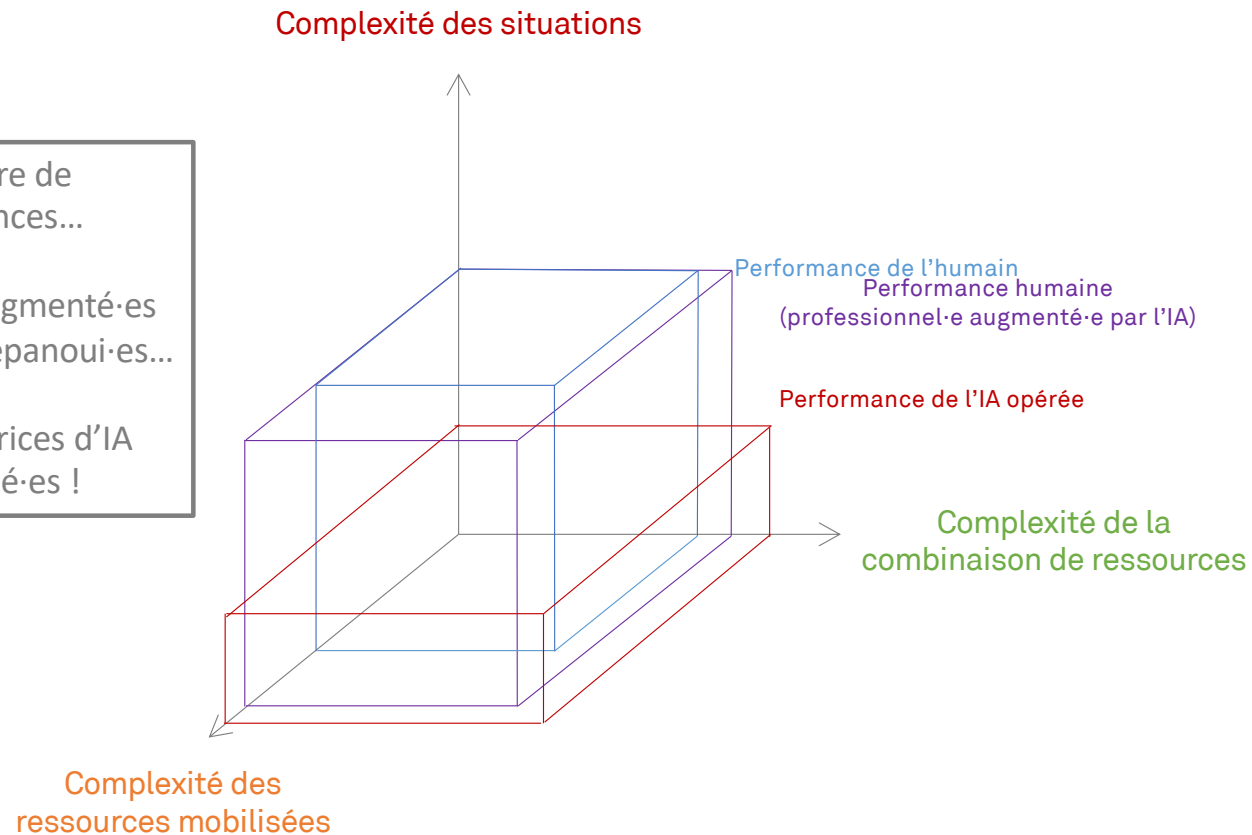 Complexité des situations
re de
nces…
gmenté·es
épanoui·es…
rices d’IA
é·es !
Performance de l’humain
Performance humaine
(professionnel·e augmenté·e par l’IA)
Performance de l’IA opérée
Complexité de la
combinaison de ressources
Complexité des
ressources mobilisées